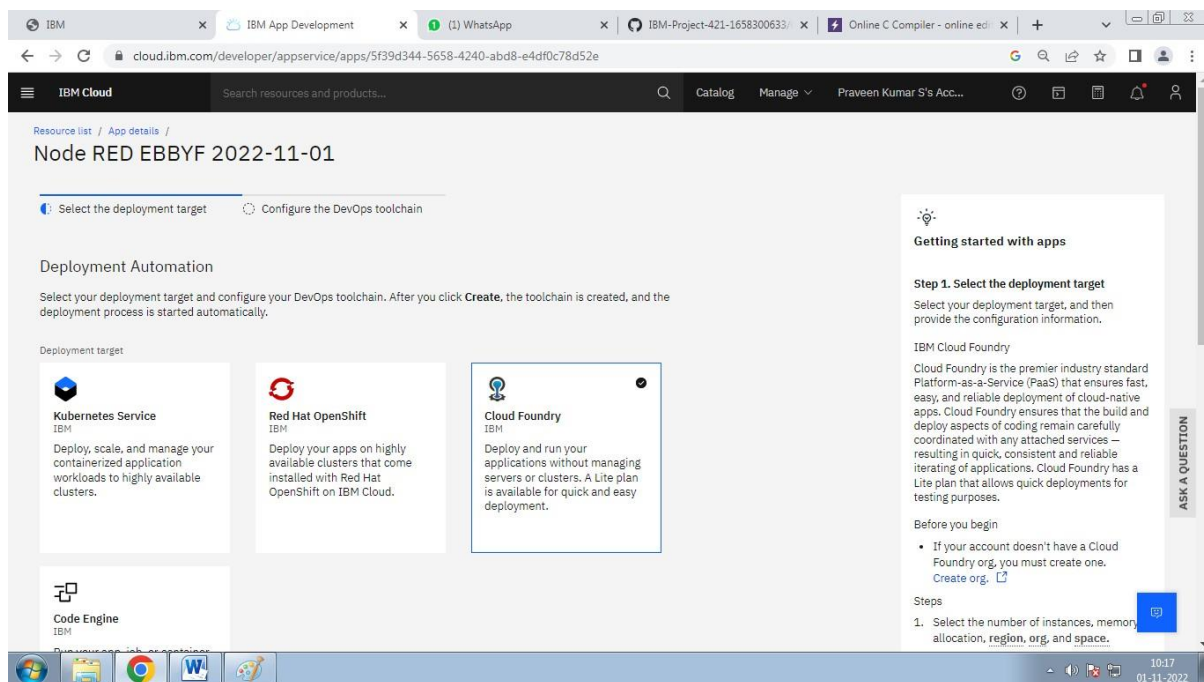 IBM
IBM App Development
(1) WhatsApp
IBM-Project-421-1658300633/
Online C Compiler - online edi
cloud.ibm.com/developer/appservice/apps/5f39d344-5658-4240-abd8-e4df0c78d52e
IBM Cloud
Search resources and products...
Catalog
Manage
Praveen Kumar S's Acc...
Resource list / App details /
Node RED EBBYF 2022-11-01
Select the deployment target
Configure the DevOps toolchain
Deployment Automation
Select your deployment target and configure your DevOps toolchain. After you click Create, the toolchain is created, and the
deployment process is started automatically.
Deployment target
Kubernetes Service
IBM
Deploy, scale, and manage your
containerized application
workloads to highly available
clusters.
Red Hat OpenShift
IBM
Deploy your apps on highly
available clusters that come
installed with Red Hat
OpenShift on IBM Cloud.
Cloud Foundry
IBM
Deploy and run your
applications without managing
servers or clusters. A Lite plan
is available for quick and easy
deployment.
Code Engine
IBM
Run your app, job, or container
Getting started with apps
Step 1. Select the deployment target
Select your deployment target, and then
provide the configuration information.
IBM Cloud Foundry
Cloud Foundry is the premier industry standard
Platform-as-a-Service (PaaS) that ensures fast,
easy, and reliable deployment of cloud-native
apps. Cloud Foundry ensures that the build and
deploy aspects of coding remain carefully
coordinated with any attached services —
resulting in quick, consistent and reliable
iterating of applications. Cloud Foundry has a
Lite plan that allows quick deployments for
testing purposes.
Before you begin
• If your account doesn't have a Cloud
Foundry org, you must create one.
Create org.
Steps
1. Select the number of instances, memory
allocation, region, org, and space.
ASK A QUESTION
10:17
01-11-2022